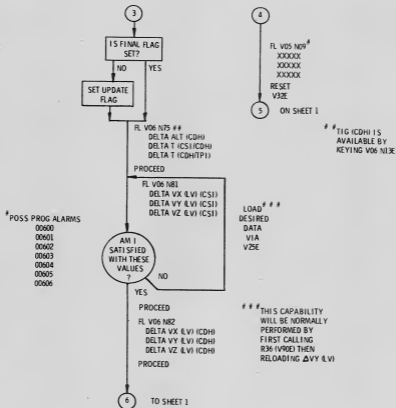 3
IS FINAL FLAG
SET?
NO
YES
SET UPDATE
FLAG
FL V06 N75 ##
DELTA ALT (CDH)
DELTA T (CSI/CDH)
DELTA T (CDH/TPI)
PROCEED
FL V06 N81
DELTA VX (LV) (CSI)
DELTA VY (LV) (CSI)
DELTA VZ (LV) (CSI)
#POSS PROG ALARMS
00600
00601
00602
00603
00604
00605
00606
AM I
SATISFIED
WITH THESE
VALUES
?
NO
YES
LOAD###
DESIRED
DATA
VIA
V25E
PROCEED
FL V06 N82
DELTA VX (LV) (CDH)
DELTA VY (LV) (CDH)
DELTA VZ (LV) (CDH)
PROCEED
6
TO SHEET 1
4
FL V05 N09#
XXXXX
XXXXX
XXXXX
RESET
V32E
5
ON SHEET 1
##TIG (CDH) IS
AVAILABLE BY
KEYING V06 N13E
###THIS CAPABILITY
WILL BE NORMALLY
PERFORMED BY
FIRST CALLING
R36 (V90E) THEN
RELOADING ΔVY (LV)